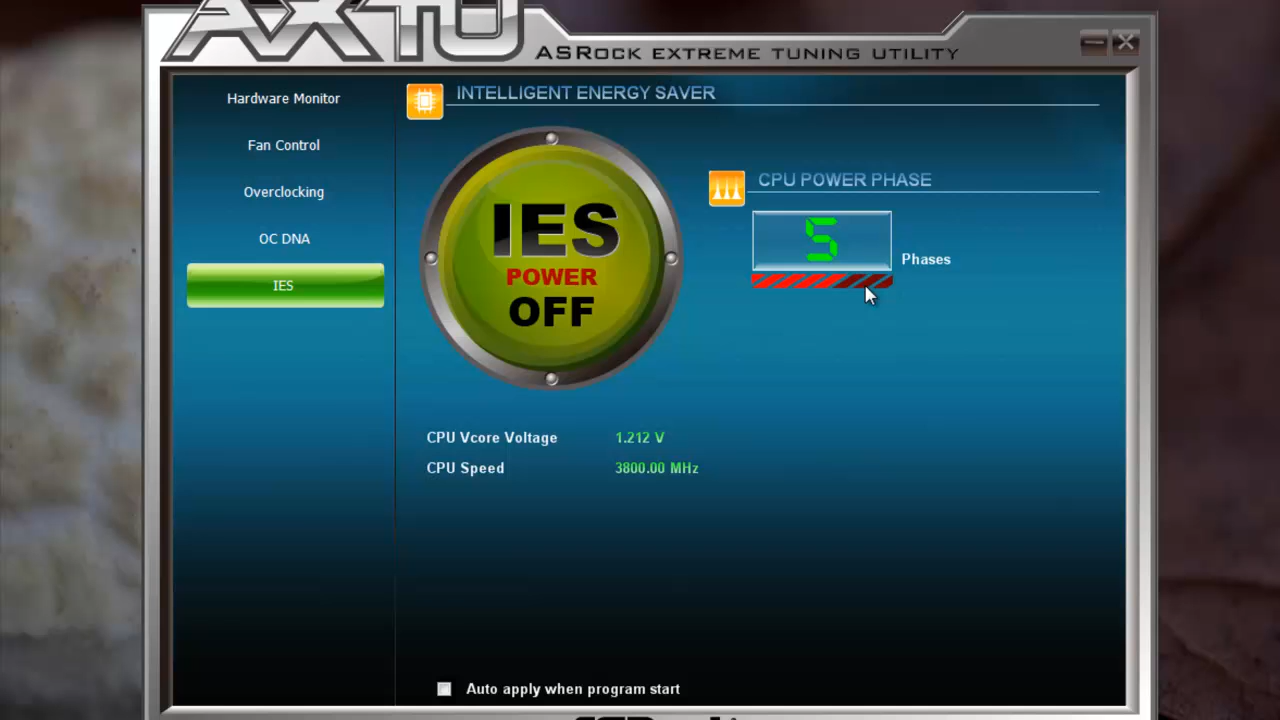 AXTU
ASROCK EXTREME TUNING UTILITY
Hardware Monitor
Fan Control
Overclocking
OC DNA
IES
INTELLIGENT ENERGY SAVER
IES
POWER
OFF
CPU POWER PHASE
5
Phases
CPU Vcore Voltage 1.212 V
CPU Speed 3800.00 MHz
Auto apply when program start